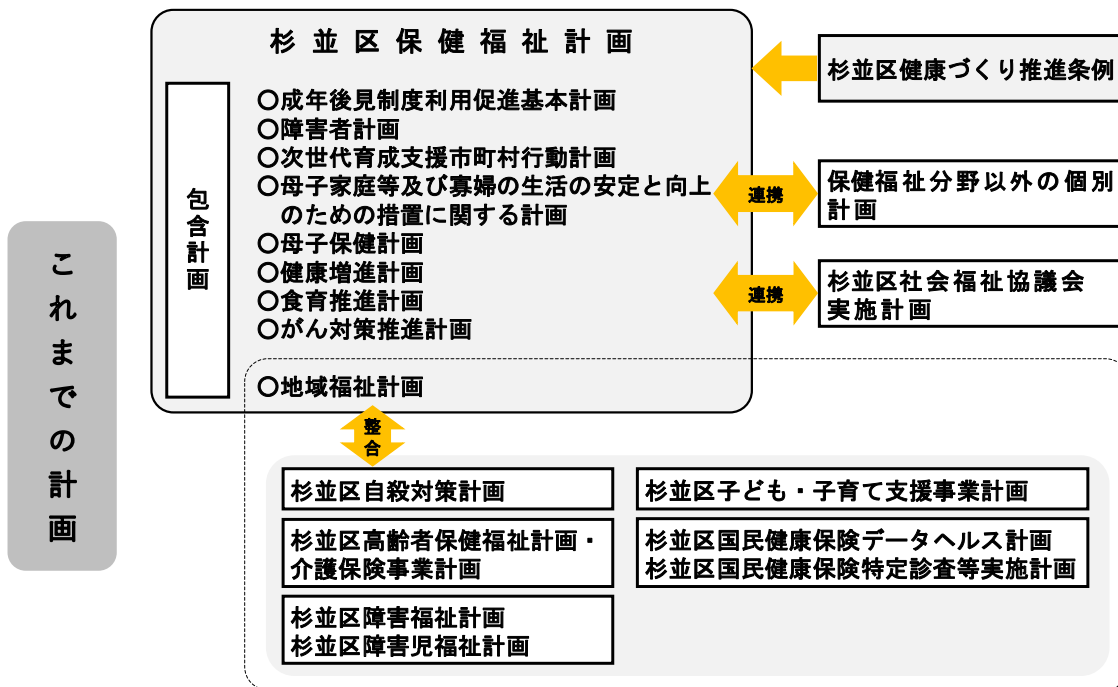 これまでの計画
杉並区保健福祉計画
包含計画
○成年後見制度利用促進基本計画
○障害者計画
○次世代育成支援市町村行動計画
○母子家庭等及び寡婦の生活の安定と向上
のための措置に関する計画
○母子保健計画
○健康増進計画
○食育推進計画
○がん対策推進計画
○地域福祉計画
杉並区健康づくり推進条例
連携
保健福祉分野以外の個別
計画
連携
杉並区社会福祉協議会
実施計画
整合
杉並区自殺対策計画
杉並区高齢者保健福祉計画・
介護保険事業計画
杉並区障害福祉計画
杉並区障害児福祉計画
杉並区子ども・子育て支援事業計画
杉並区国民健康保険データヘルス計画
杉並区国民健康保険特定診査等実施計画